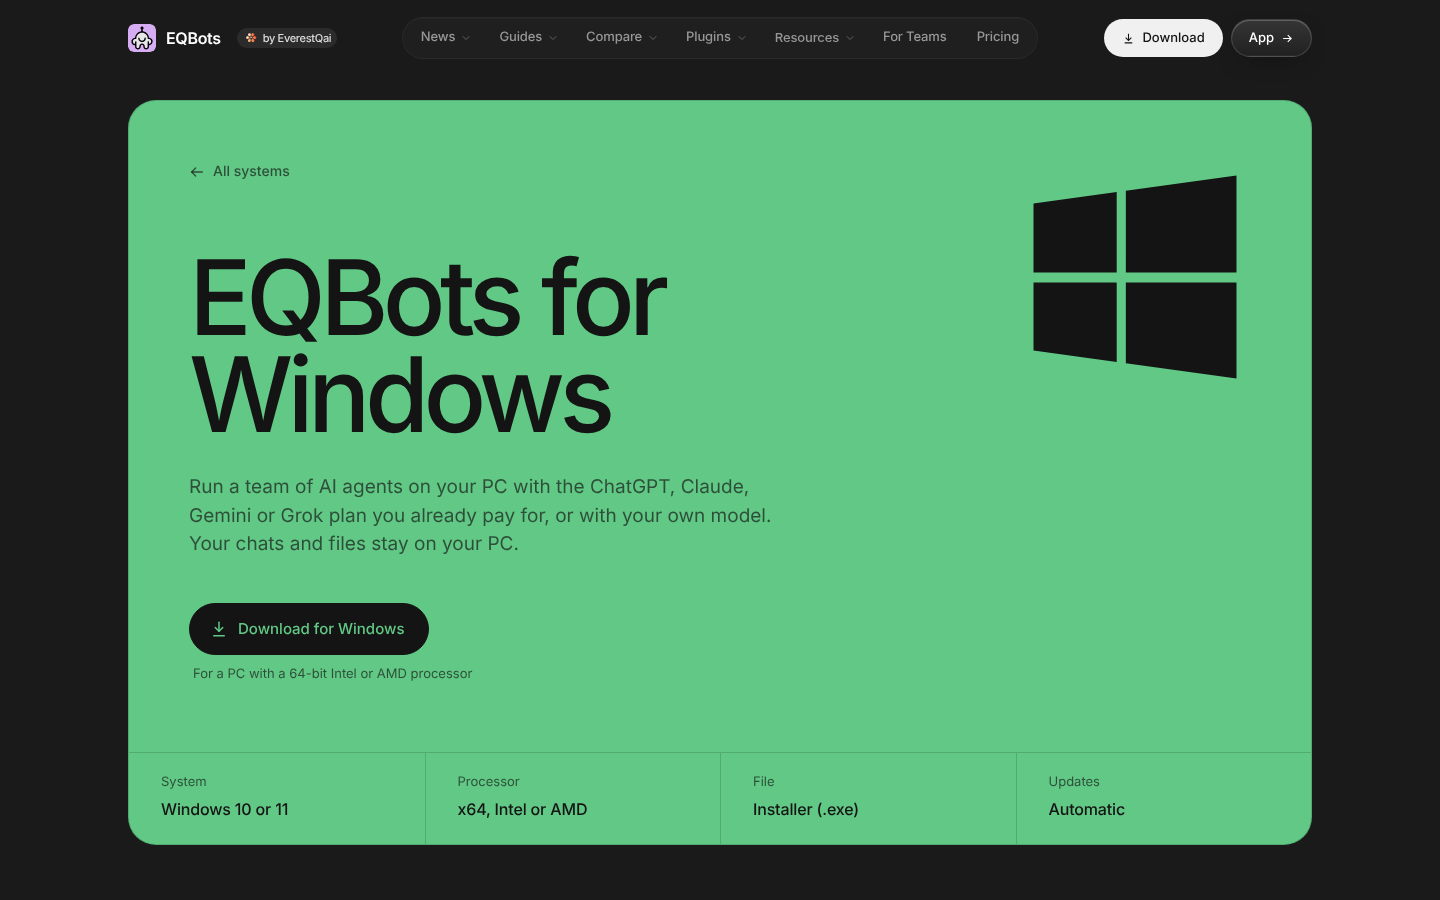 EQBots
by EverestQai
News
Guides
Compare
Plugins
Resources
For Teams
Pricing
Download
App
All systems
EQBots for
Windows
Run a team of AI agents on your PC with the ChatGPT, Claude,
Gemini or Grok plan you already pay for, or with your own model.
Your chats and files stay on your PC.
Download for Windows
For a PC with a 64-bit Intel or AMD processor
System
Windows 10 or 11
Processor
x64, Intel or AMD
File
Installer (.exe)
Updates
Automatic